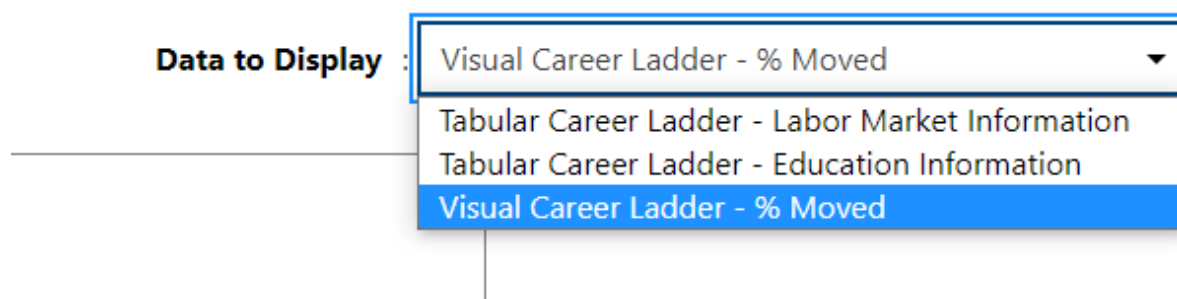 Data to Display : Visual Career Ladder - % Moved
Tabular Career Ladder - Labor Market Information
Tabular Career Ladder - Education Information
Visual Career Ladder - % Moved